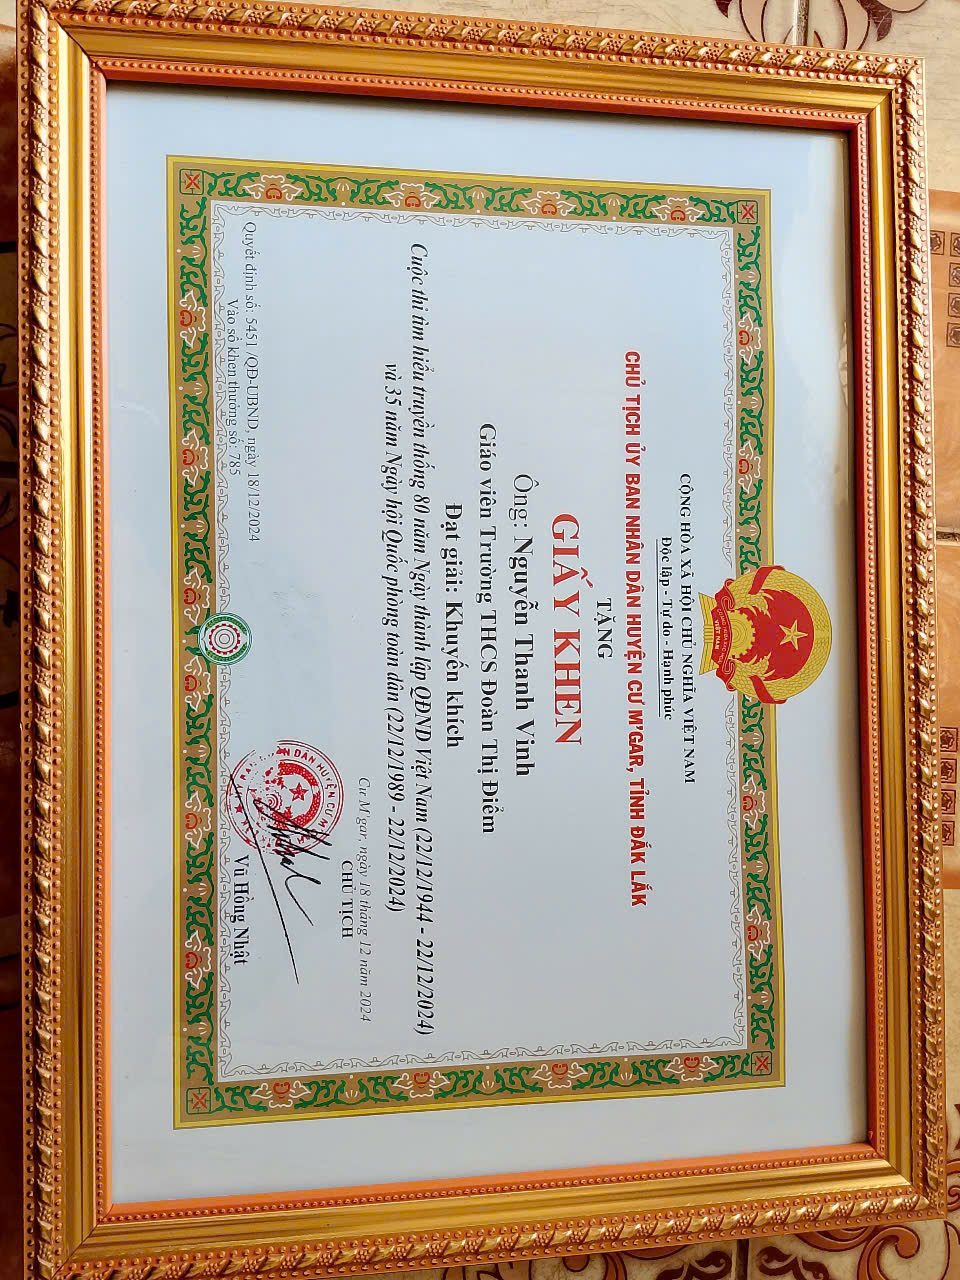 CỘNG HÒA XÃ HỘI CHỦ NGHĨA VIỆT NAM
Độc lập - Tự do - Hạnh phúc
VIỆT NAM
CHỦ TỊCH ỦY BAN NHÂN DÂN HUYỆN CƯ M'GAR, TỈNH ĐẮK LẮK
TẶNG
GIẤY KHEN
Ông: Nguyễn Thanh Vinh
Giáo viên Trường THCS Đoàn Thị Điểm
Đạt giải: Khuyến khích
Cuộc thi tìm hiểu truyền thống 80 năm Ngày thành lập QĐND Việt Nam (22/12/1944 - 22/12/2024)
và 35 năm Ngày hội Quốc phòng toàn dân (22/12/1989 - 22/12/2024)
Cư M'gar, ngày 18 tháng 12 năm 2024
CHỦ TỊCH
DÂN HUYỆN CƯ M
Vũ Hồng Nhật
Quyết định số: 5451 /QĐ-UBND, ngày 18/12/2024
Vào sổ khen thưởng số: 785